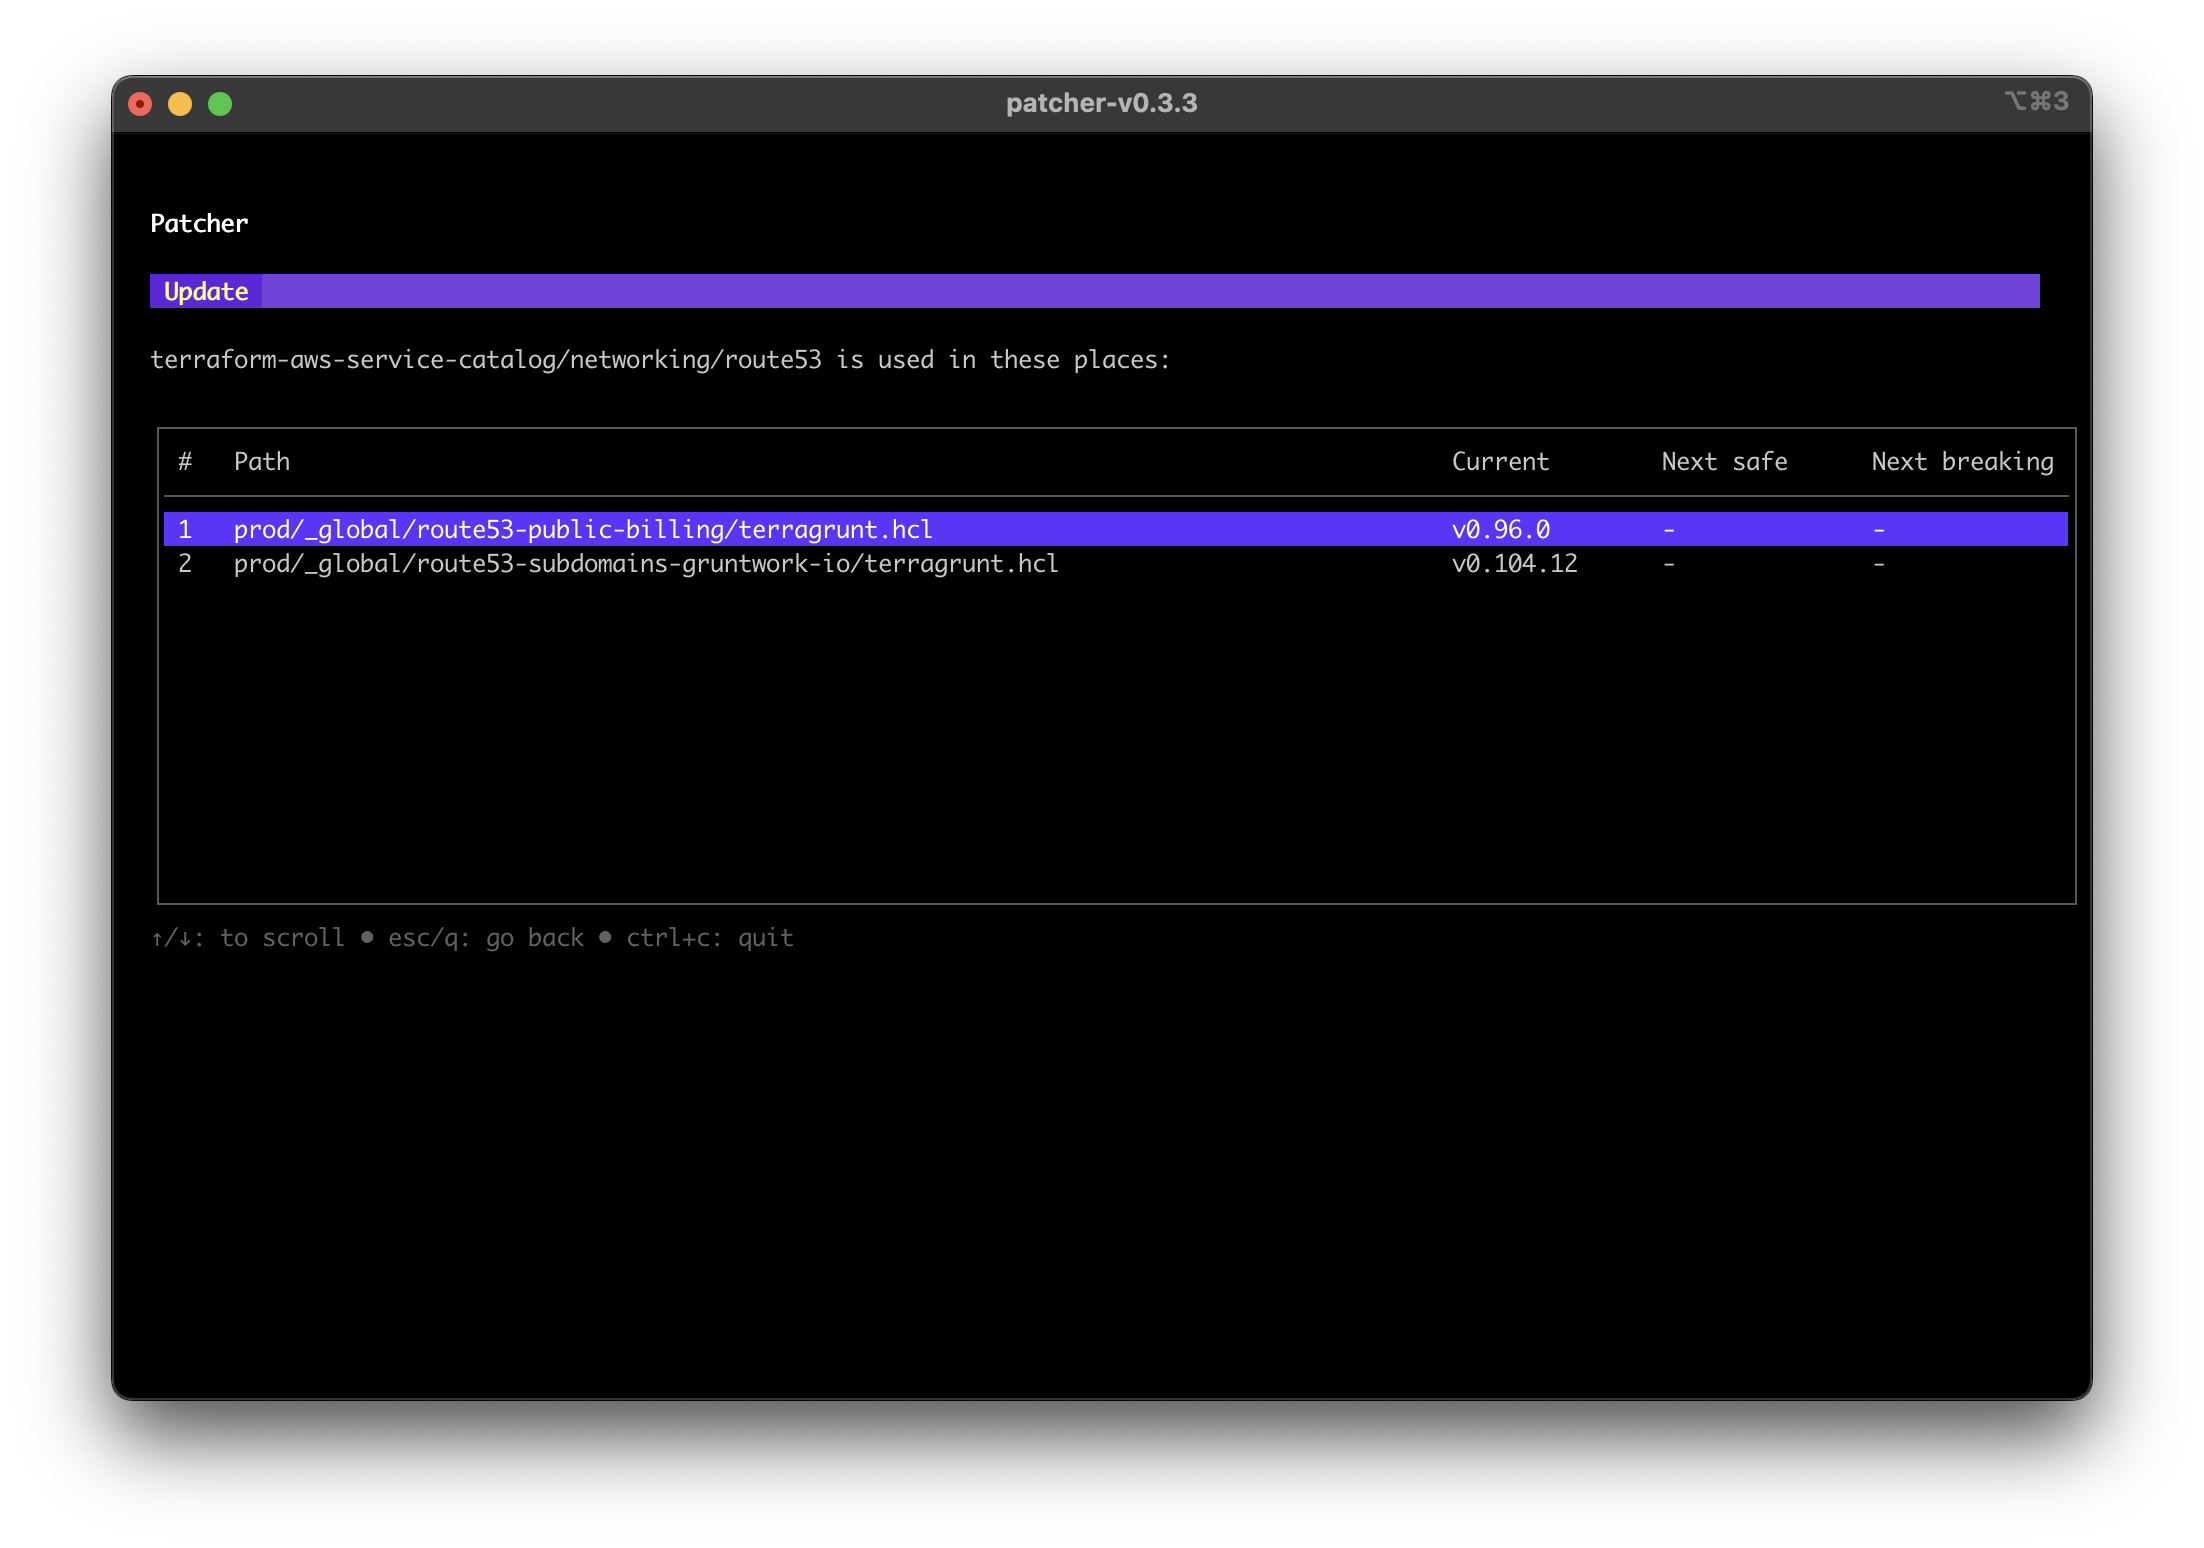 patcher-v0.3.3 ⌥⌘3
Patcher
Update
terraform-aws-service-catalog/networking/route53 is used in these places:
# Path Current Next safe Next breaking
1 prod/_global/route53-public-billing/terragrunt.hcl v0.96.0 - -
2 prod/_global/route53-subdomains-gruntwork-io/terragrunt.hcl v0.104.12 - -
↑/↓: to scroll • esc/q: go back • ctrl+c: quit